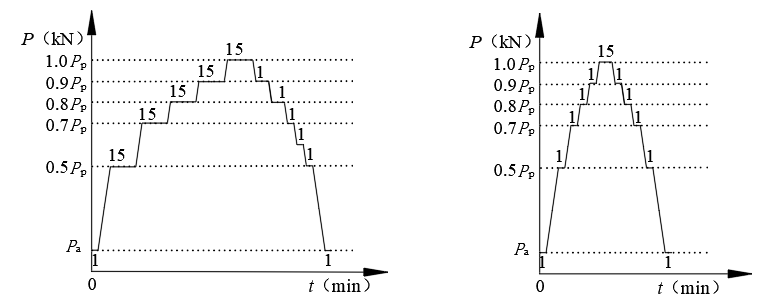 P（kN）
15
1.0 Pp
15 1
0.9 Pp
15 1
0.8 Pp
15 1
0.7 Pp
1
15 1
0.5 Pp
Pa
1 1
0 t（min）
P（kN）
15
1.0 Pp
1 1
0.9 Pp
1 1
0.8 Pp
1 1
0.7 Pp
1 1
0.5 Pp
Pa
1 1
0 t（min）